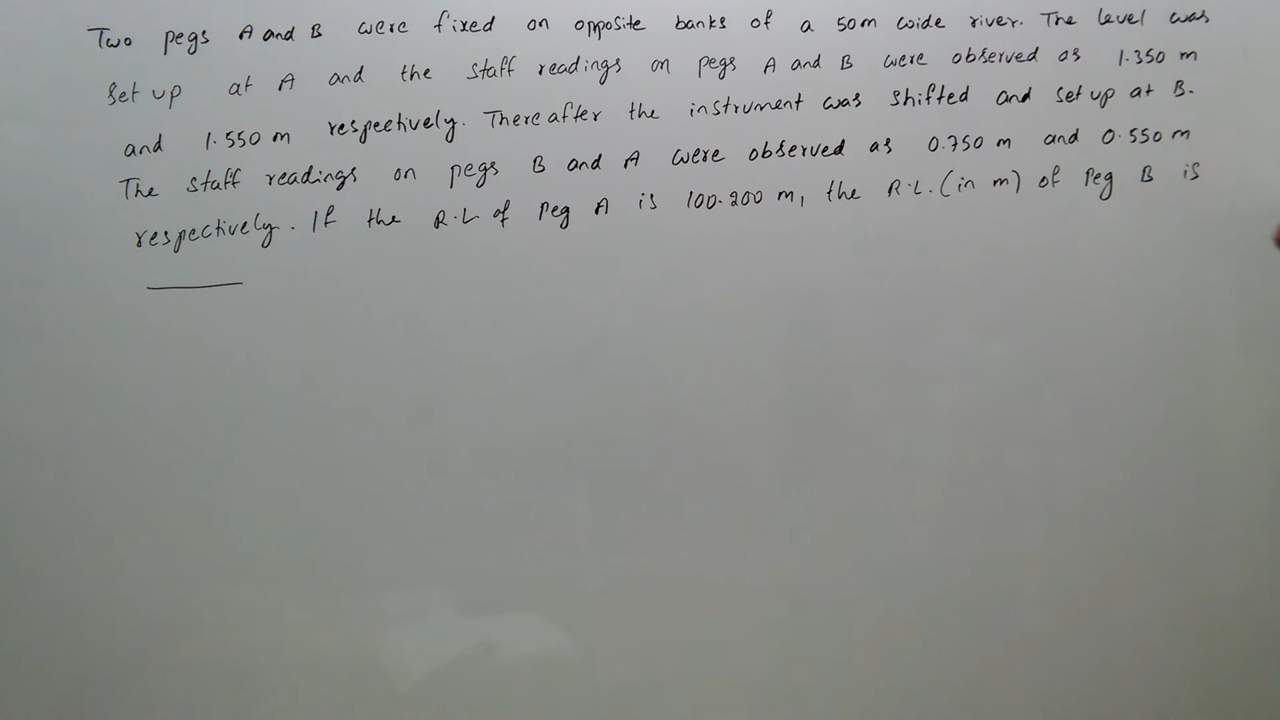 Two pegs A and B were fixed on opposite banks of a 50m wide river. The level was
set up at A and the staff readings on pegs A and B were observed as 1.350 m
and 1.550 m respectively. Thereafter the instrument was shifted and set up at B.
The staff readings on pegs B and A were observed as 0.750 m and 0.550 m
respectively. If the R.L of Peg A is 100.200 m, the R.L. (in m) of Peg B is